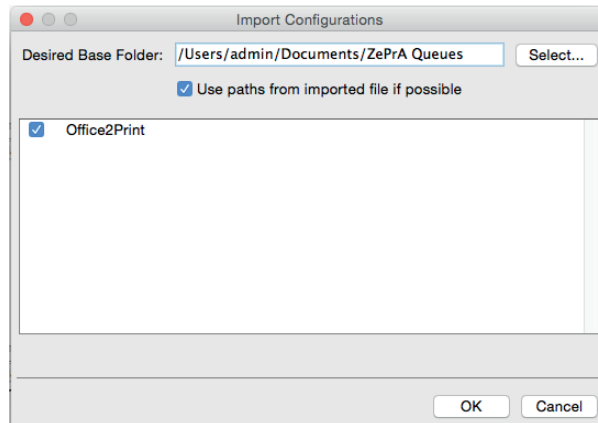 Import Configurations
Desired Base Folder: /Users/admin/Documents/ZePrA Queues Select...
Use paths from imported file if possible
Office2Print
OK Cancel